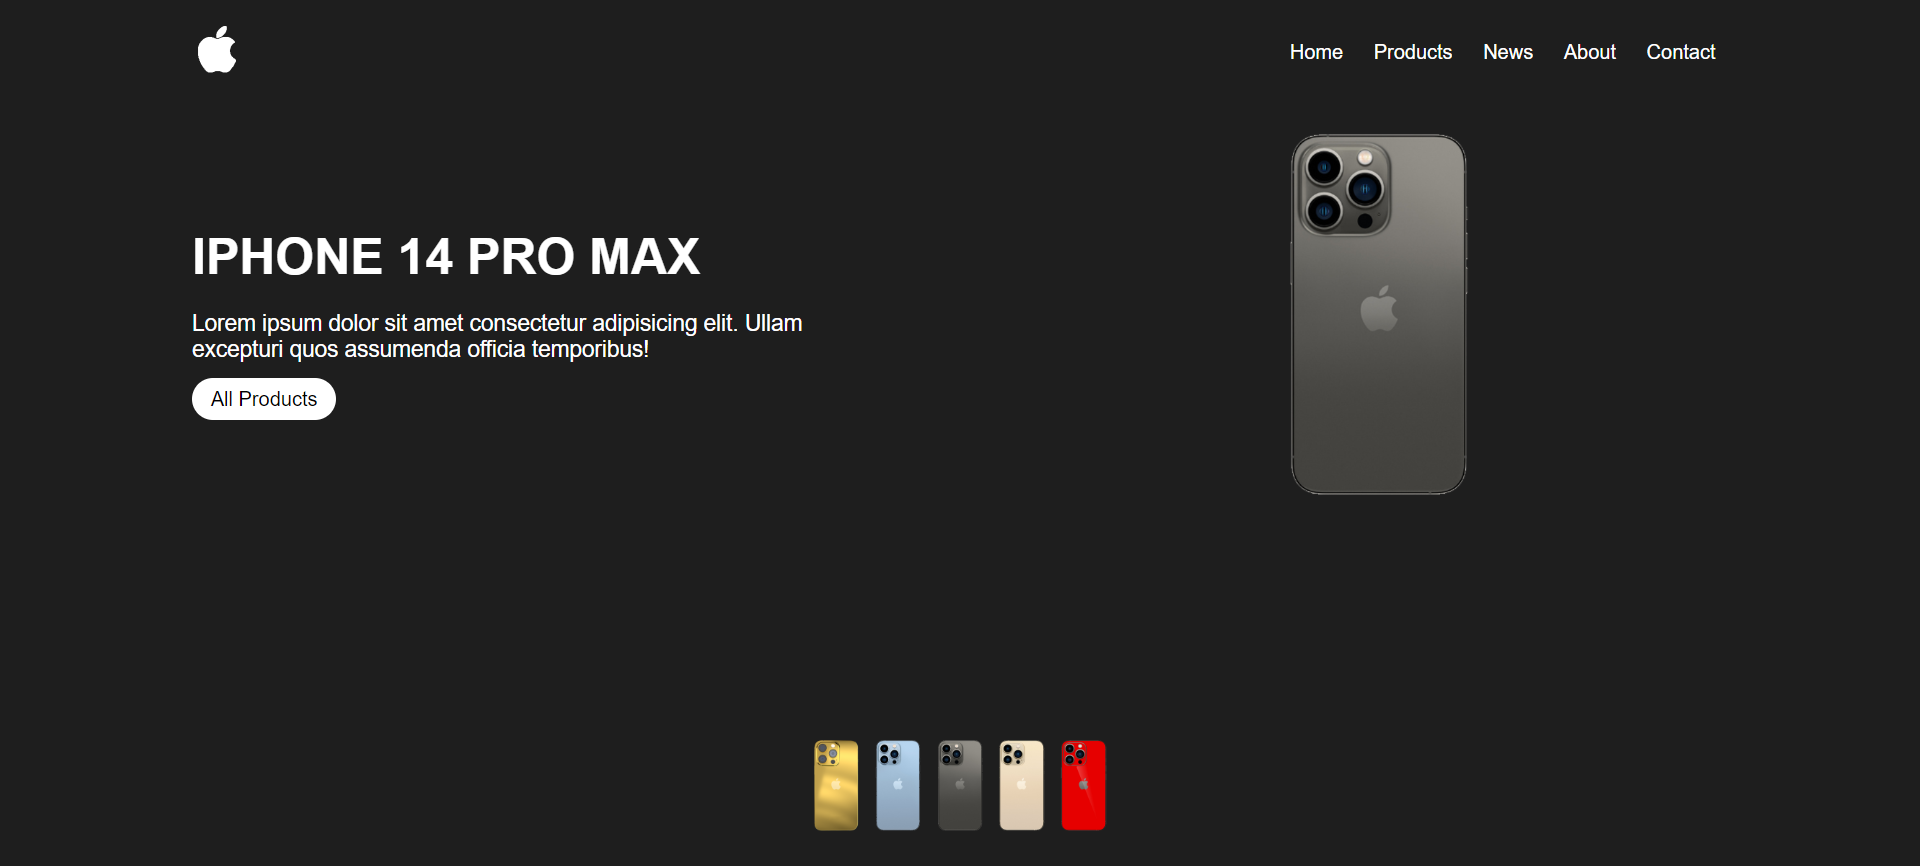 Home Products News About Contact
IPHONE 14 PRO MAX
Lorem ipsum dolor sit amet consectetur adipisicing elit. Ullam
excepturi quos assumenda officia temporibus!
All Products